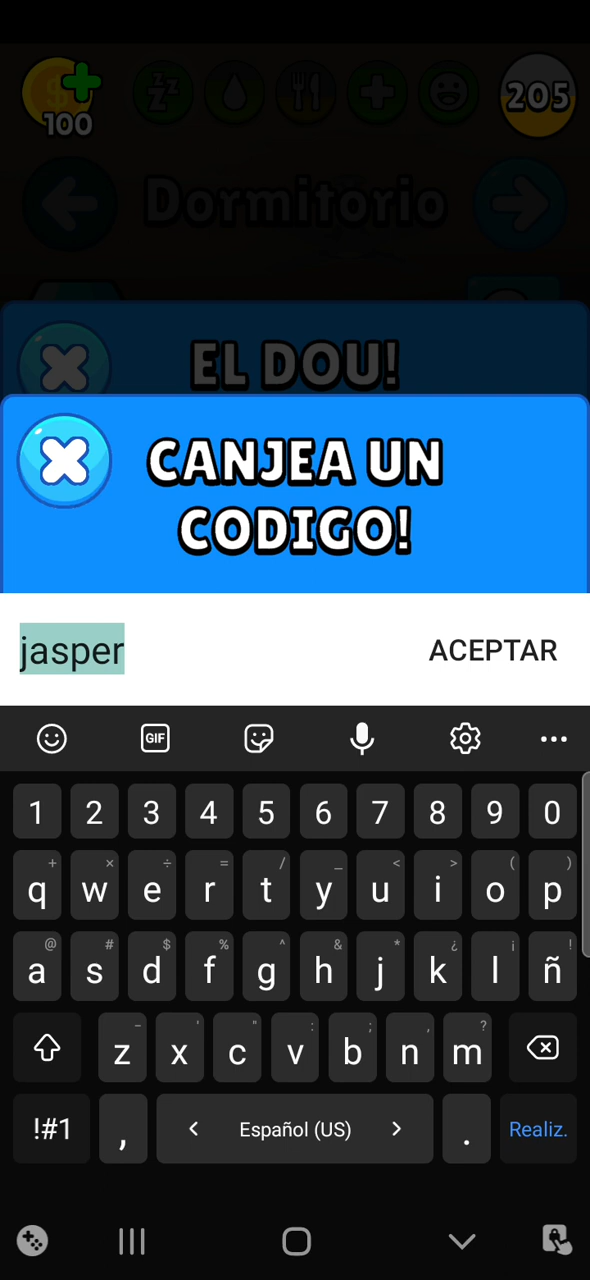 100
205
Dormitorio
EL DOU!
CANJEA UN
CODIGO!
jasper
ACEPTAR
GIF
1 2 3 4 5 6 7 8 9 0
+ × ÷ = / _ < > ( )
q w e r t y u i o p
@ # $ % ^ & * ¿ ¡ !
a s d f g h j k l ñ
- ' " : ; , ?
z x c v b n m
!#1 , < Español (US) > . Realiz.